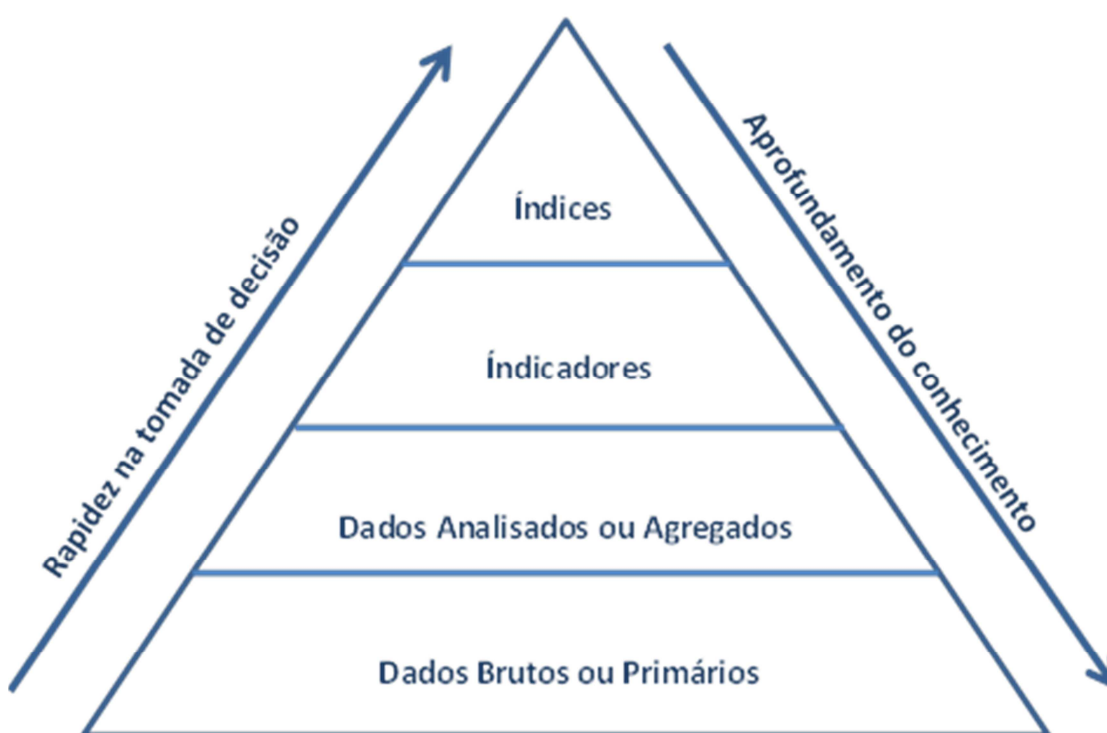 Rapidez na tomada de decisão
Aprofundamento do conhecimento
Índices
Índicadores
Dados Analisados ou Agregados
Dados Brutos ou Primários